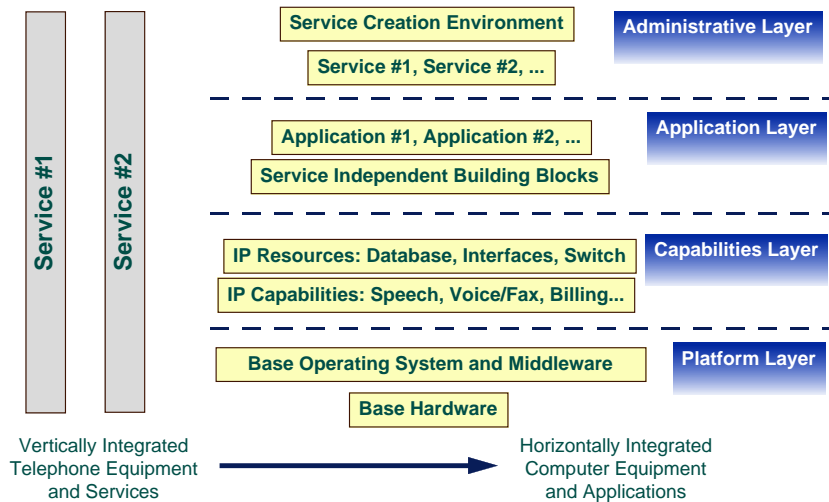 Service #1
Service #2
Service Creation Environment
Administrative Layer
Service #1, Service #2, ...
Application #1, Application #2, ...
Application Layer
Service Independent Building Blocks
IP Resources: Database, Interfaces, Switch
Capabilities Layer
IP Capabilities: Speech, Voice/Fax, Billing...
Base Operating System and Middleware
Platform Layer
Base Hardware
Vertically Integrated
Telephone Equipment
and Services
Horizontally Integrated
Computer Equipment
and Applications